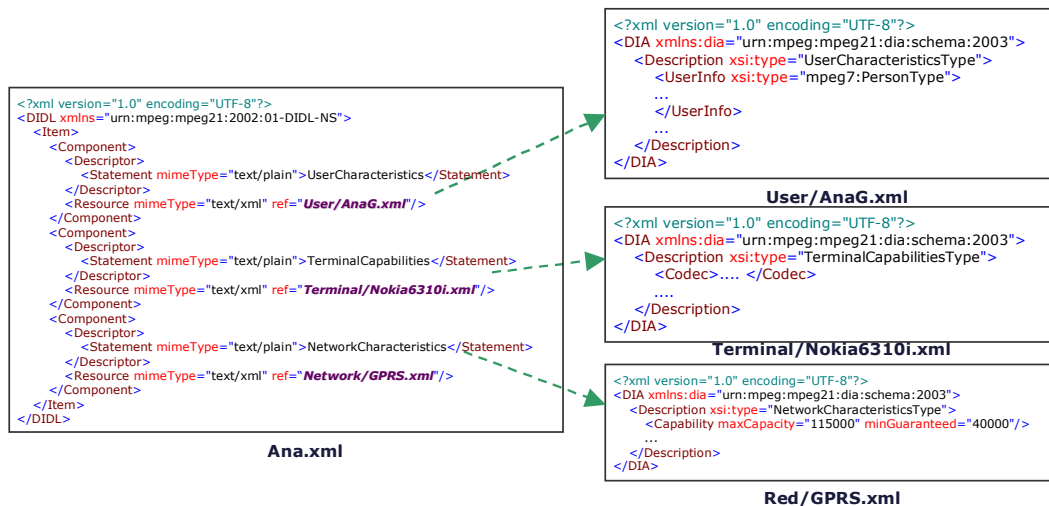 <?xml version="1.0" encoding="UTF-8"?>
<DIDL xmlns="urn:mpeg:mpeg21:2002:01-DIDL-NS">
<Item>
<Component>
<Descriptor>
<Statement mimeType="text/plain">UserCharacteristics</Statement>
</Descriptor>
<Resource mimeType="text/xml" ref="User/AnaG.xml"/>
</Component>
<Component>
<Descriptor>
<Statement mimeType="text/plain">TerminalCapabilities</Statement>
</Descriptor>
<Resource mimeType="text/xml" ref="Terminal/Nokia6310i.xml"/>
</Component>
<Component>
<Descriptor>
<Statement mimeType="text/plain">NetworkCharacteristics</Statement>
</Descriptor>
<Resource mimeType="text/xml" ref=“Network/GPRS.xml"/>
</Component>
</Item>
</DIDL>
Ana.xml
<?xml version="1.0" encoding="UTF-8"?>
<DIA xmlns:dia="urn:mpeg:mpeg21:dia:schema:2003">
<Description xsi:type="UserCharacteristicsType">
<UserInfo xsi:type="mpeg7:PersonType">
...
</UserInfo>
...
</Description>
</DIA>
User/AnaG.xml
<?xml version="1.0" encoding="UTF-8"?>
<DIA xmlns:dia="urn:mpeg:mpeg21:dia:schema:2003">
<Description xsi:type="TerminalCapabilitiesType">
<Codec>.... </Codec>
....
</Description>
</DIA>
Terminal/Nokia6310i.xml
<?xml version="1.0" encoding="UTF-8"?>
<DIA xmlns:dia="urn:mpeg:mpeg21:dia:schema:2003">
<Description xsi:type="NetworkCharacteristicsType">
<Capability maxCapacity="115000" minGuaranteed="40000"/>
...
</Description>
</DIA>
Red/GPRS.xml